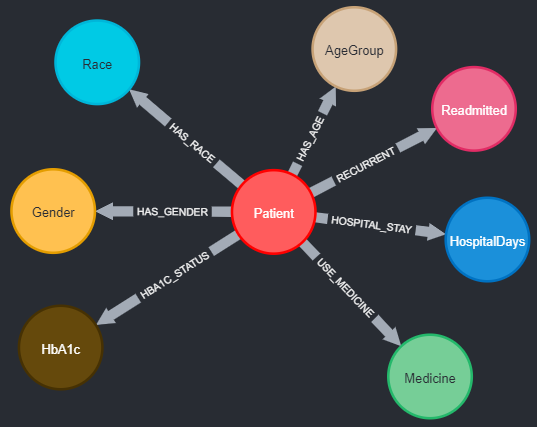 AgeGroup
Race
Readmitted
HAS_RACE
HAS_AGE
RECURRENT
Gender
HAS_GENDER
Patient
HOSPITAL_STAY
HospitalDays
HBA1C_STATUS
USE_MEDICINE
HbA1c
Medicine